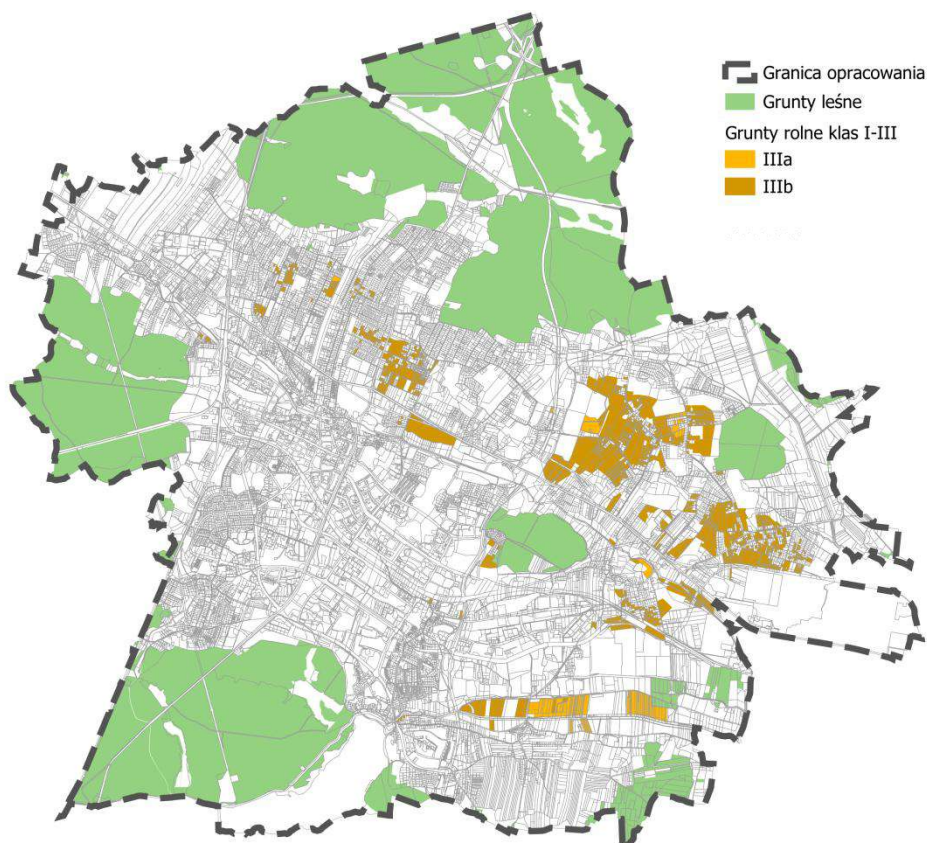 Granica opracowania
Grunty leśne
Grunty rolne klas I-III
IIIa
IIIb